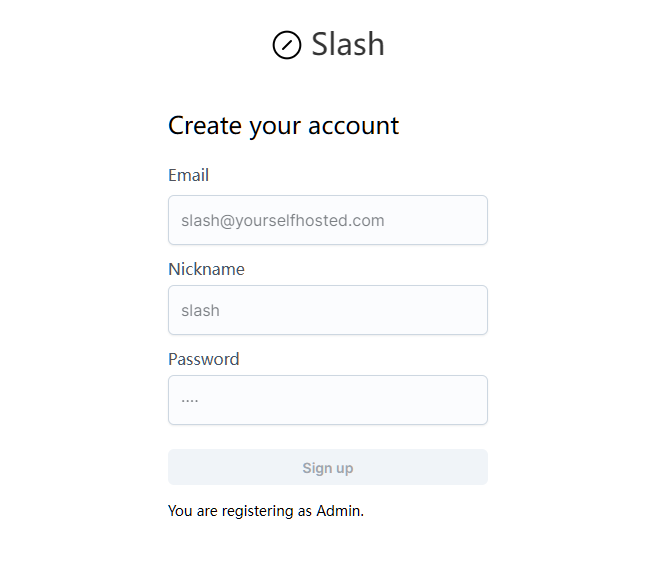 Slash
Create your account
Email
slash@yourselfhosted.com
Nickname
slash
Password
····
Sign up
You are registering as Admin.